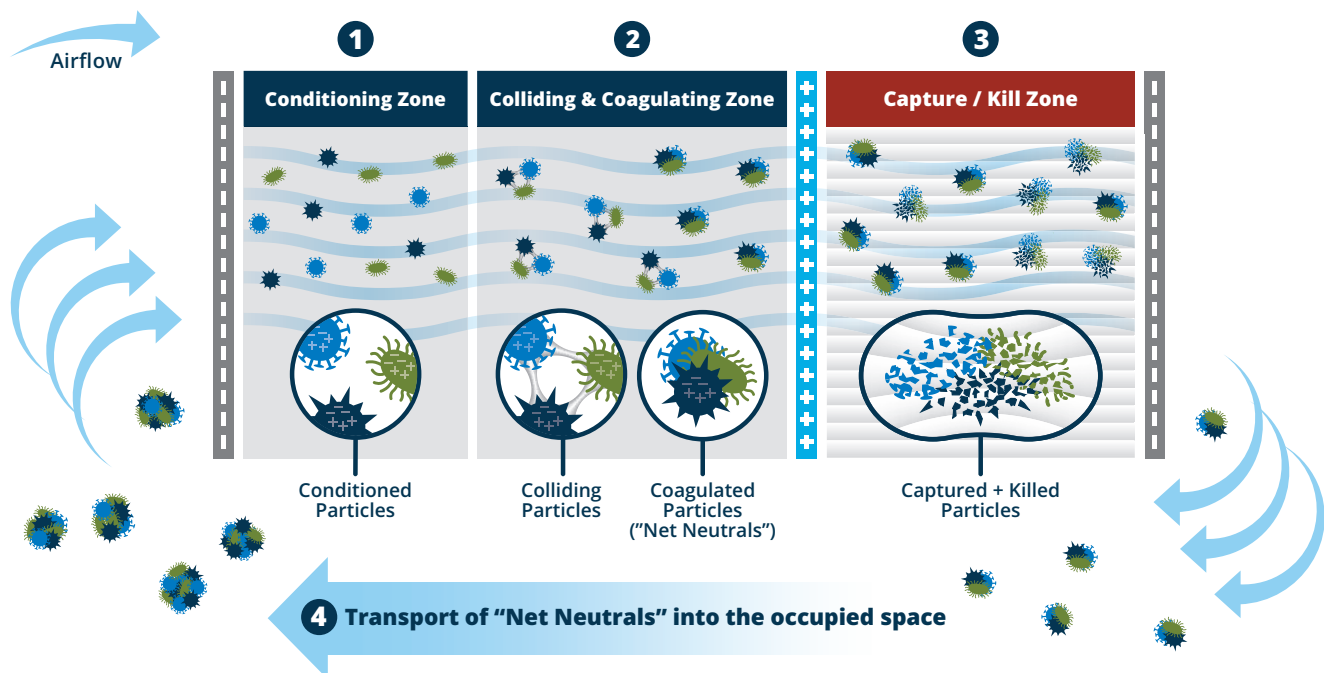 Airflow
1
2
3
Conditioning Zone
Colliding & Coagulating Zone
Capture / Kill Zone
Conditioned
Particles
Colliding
Particles
Coagulated
Particles
(”Net Neutrals”)
Captured + Killed
Particles
4 Transport of “Net Neutrals” into the occupied space